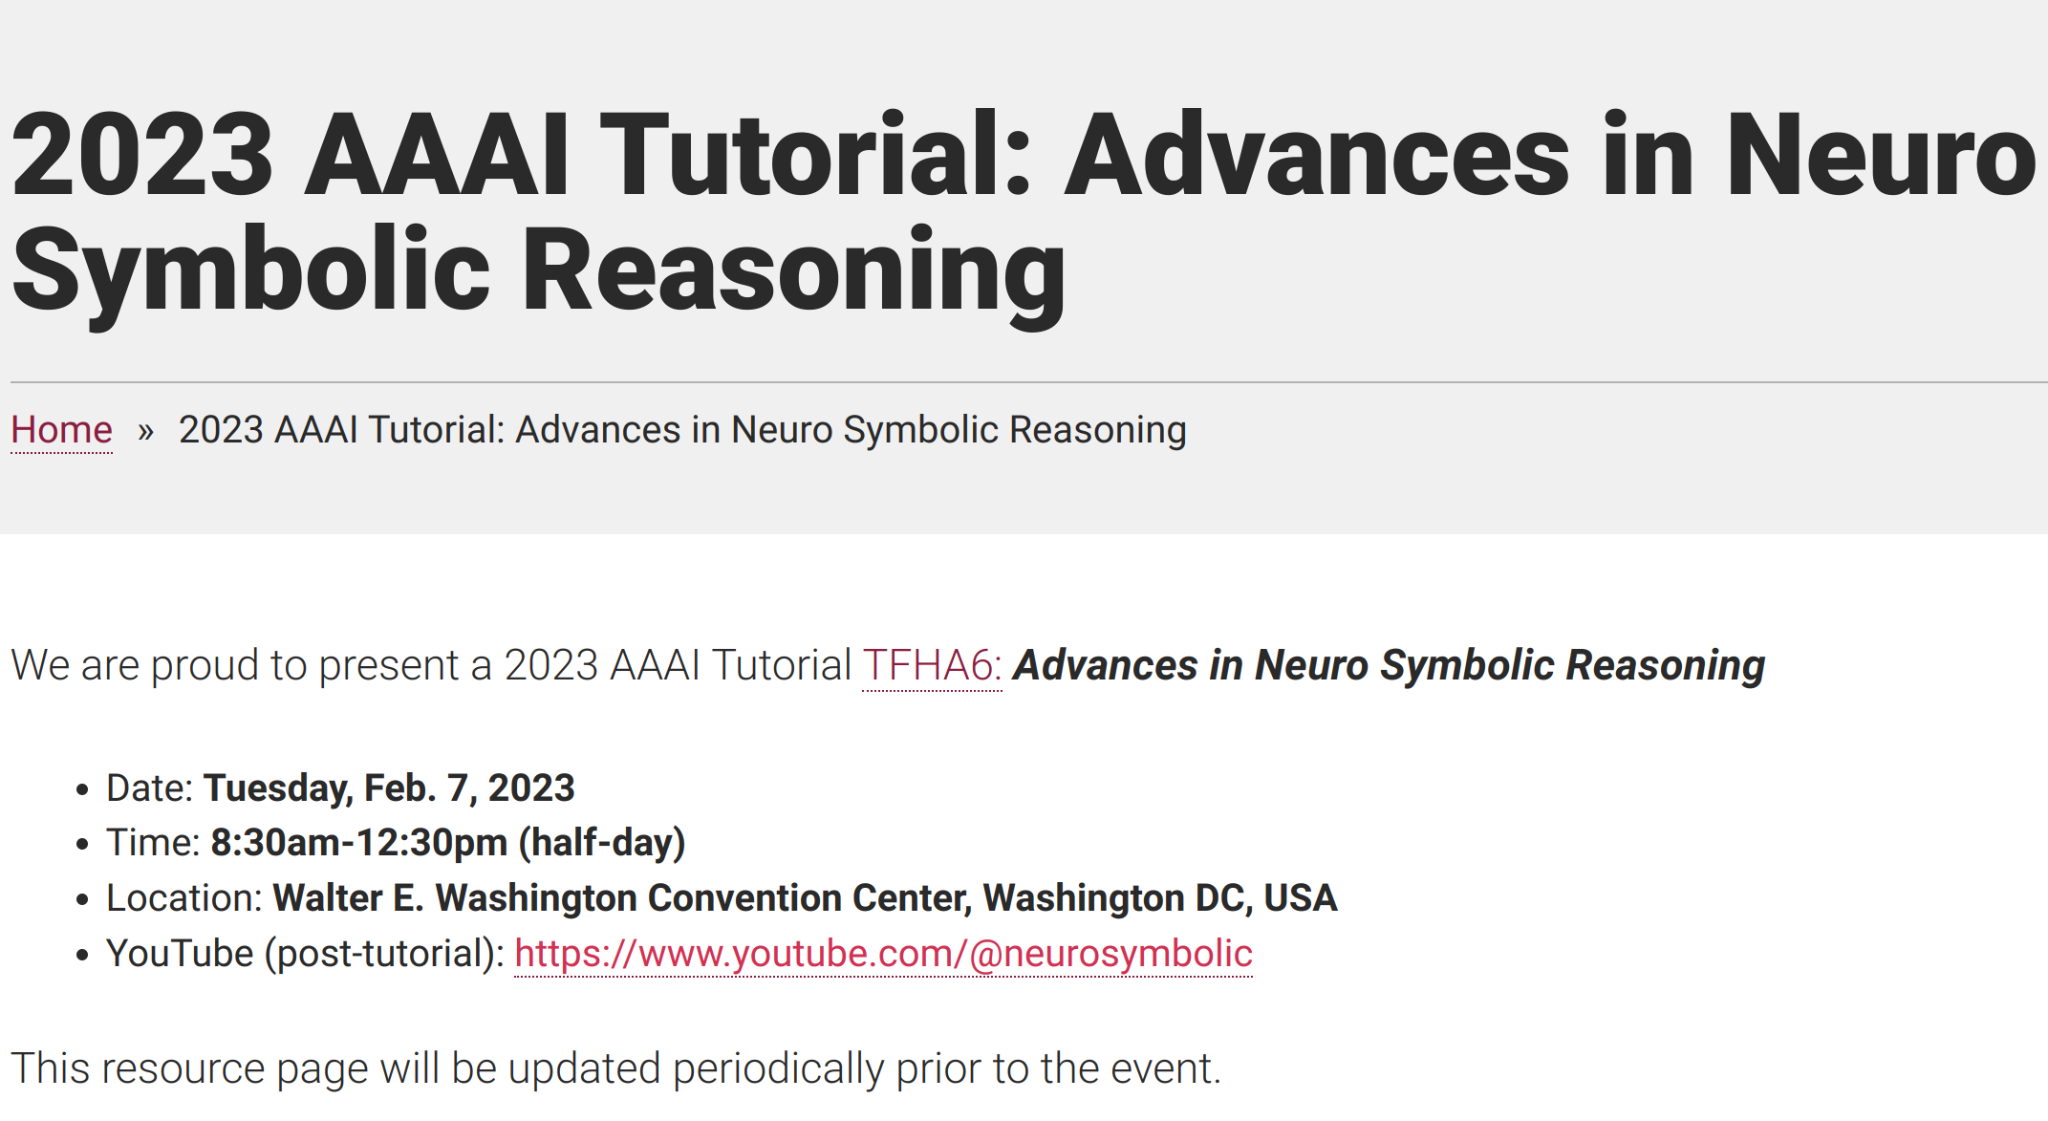 2023 AAAI Tutorial: Advances in Neuro
Symbolic Reasoning
Home » 2023 AAAI Tutorial: Advances in Neuro Symbolic Reasoning
We are proud to present a 2023 AAAI Tutorial TFHA6: Advances in Neuro Symbolic Reasoning
• Date: Tuesday, Feb. 7, 2023
• Time: 8:30am-12:30pm (half-day)
• Location: Walter E. Washington Convention Center, Washington DC, USA
• YouTube (post-tutorial): https://www.youtube.com/@neurosymbolic
This resource page will be updated periodically prior to the event.